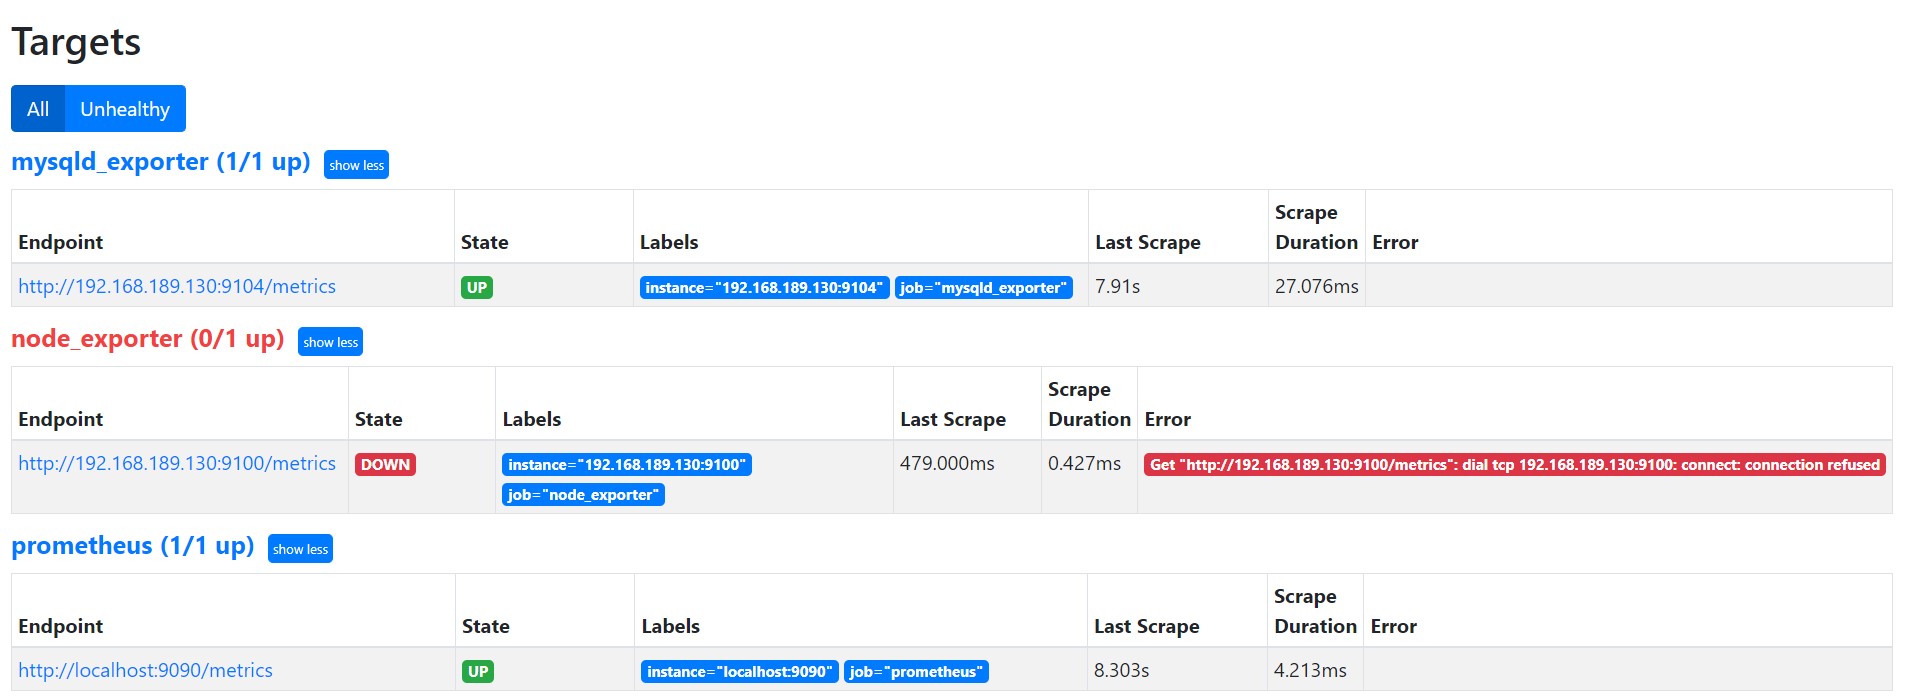 Targets
All Unhealthy
mysqld_exporter (1/1 up) show less
Endpoint State Labels Last Scrape Scrape Duration Error
http://192.168.189.130:9104/metrics UP instance="192.168.189.130:9104" job="mysqld_exporter" 7.91s 27.076ms
node_exporter (0/1 up) show less
Endpoint State Labels Last Scrape Scrape Duration Error
http://192.168.189.130:9100/metrics DOWN instance="192.168.189.130:9100" 479.000ms 0.427ms Get "http://192.168.189.130:9100/metrics": dial tcp 192.168.189.130:9100: connect: connection refused
job="node_exporter"
prometheus (1/1 up) show less
Endpoint State Labels Last Scrape Scrape Duration Error
http://localhost:9090/metrics UP instance="localhost:9090" job="prometheus" 8.303s 4.213ms